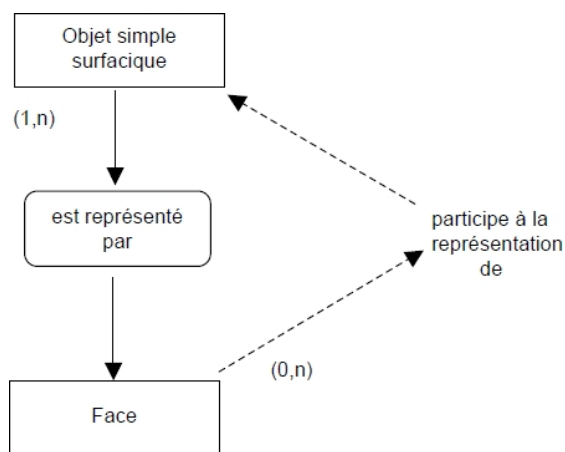 Objet simple
surfacique
(1,n)
est représenté
par
participe à la
représentation
de
(0,n)
Face